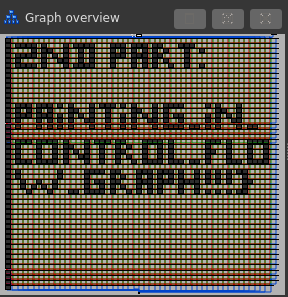 Graph overview
2ND PART:
PAINTING IN
CONTROL FLO
W GRAPHS